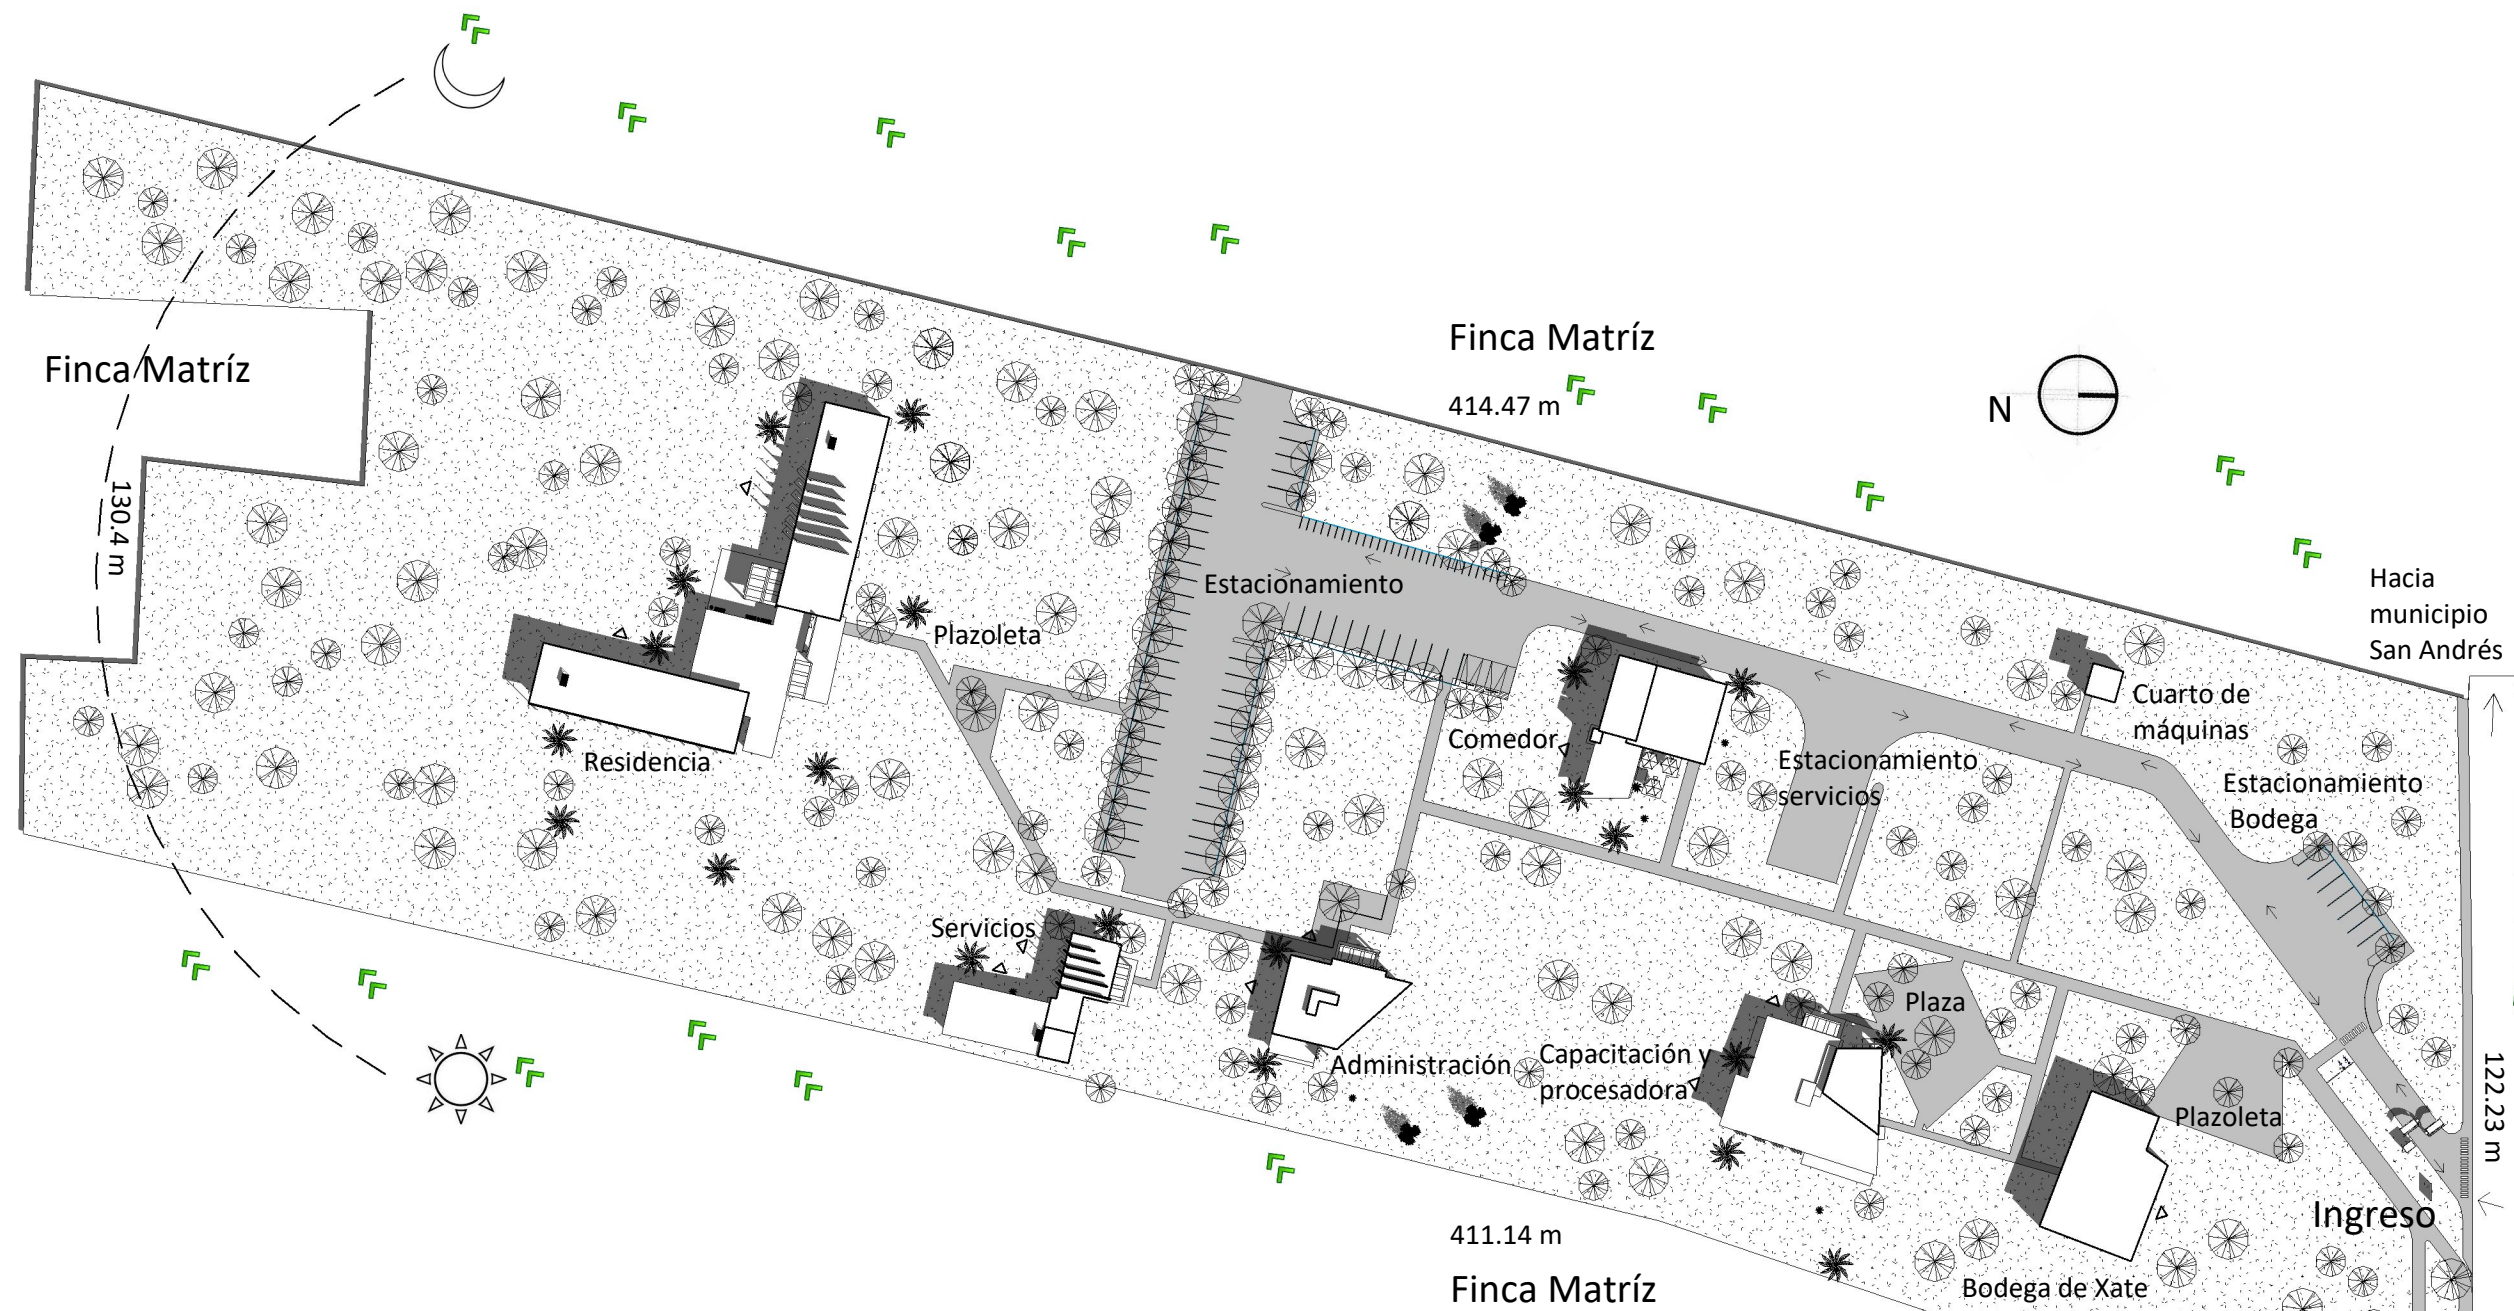 Finca Matríz
414.47 m
N
Finca Matríz
130.4 m
Hacia
municipio
San Andrés
Estacionamiento
Plazoleta
Cuarto de
máquinas
Comedor
Residencia
Estacionamiento
servicios
Estacionamiento
Bodega
Servicios
Plaza
Administración
Capacitación y
procesadora
Plazoleta
122.23 m
Ingreso
411.14 m
Finca Matríz
Bodega de Xate